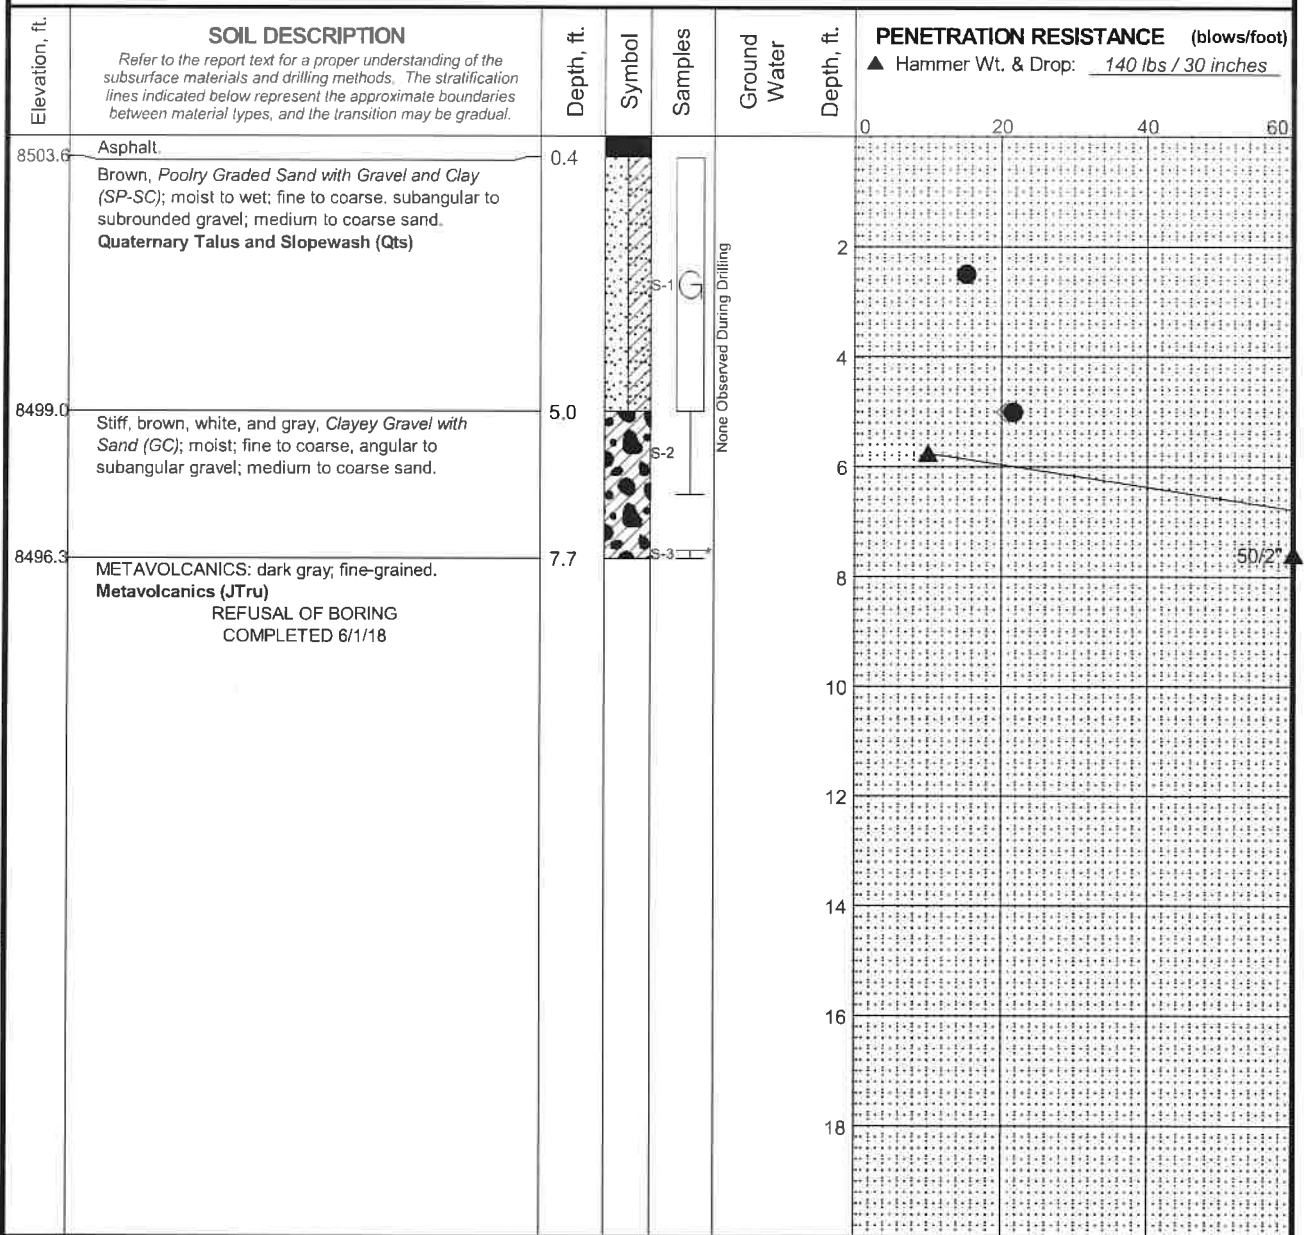 Elevation, ft.
SOIL DESCRIPTION
Refer to the report text for a proper understanding of the
subsurface materials and drilling methods. The stratification
lines indicated below represent the approximate boundaries
between material types, and the transition may be gradual.
Depth, ft.
Symbol
Samples
Ground
Water
Depth, ft.
PENETRATION RESISTANCE (blows/foot)
▲ Hammer Wt. & Drop: 140 lbs / 30 inches
0 20 40 60
Asphalt.
8503.6
0.4
Brown, Poolry Graded Sand with Gravel and Clay
(SP-SC); moist to wet; fine to coarse. subangular to
subrounded gravel; medium to coarse sand.
Quaternary Talus and Slopewash (Qts)
S-1
G
None Observed During Drilling
2
4
8499.0
5.0
Stiff, brown, white, and gray, Clayey Gravel with
Sand (GC); moist; fine to coarse, angular to
subangular gravel; medium to coarse sand.
S-2
6
8496.3
7.7
S-3
*
50/2"
METAVOLCANICS: dark gray; fine-grained.
Metavolcanics (JTru)
REFUSAL OF BORING
COMPLETED 6/1/18
8
10
12
14
16
18